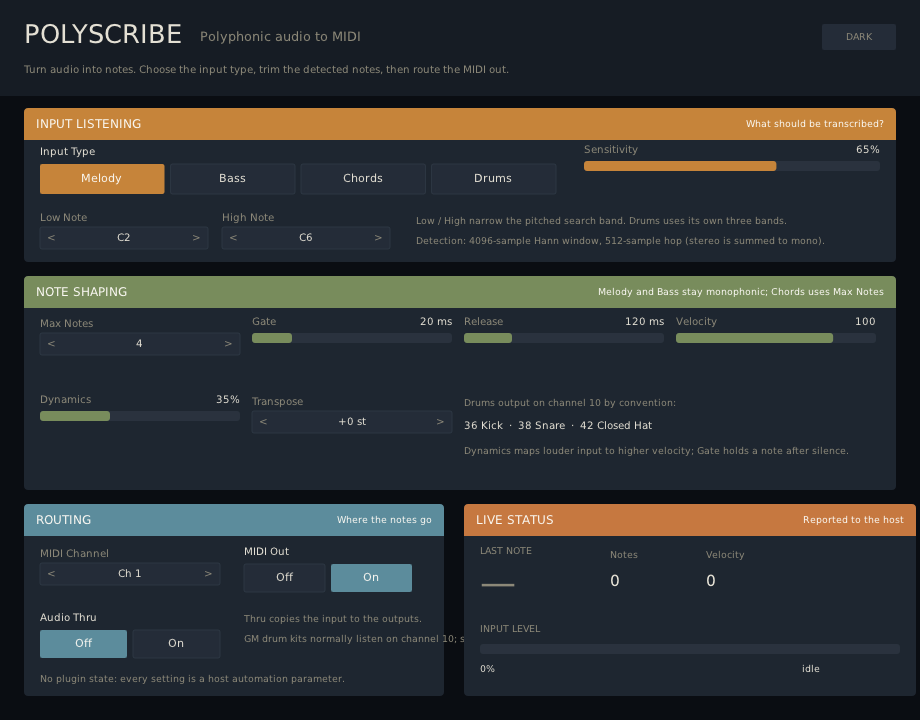 POLYSCRIBE Polyphonic audio to MIDI DARK
Turn audio into notes. Choose the input type, trim the detected notes, then route the MIDI out.
INPUT LISTENING What should be transcribed?
Input Type Sensitivity 65%
Melody Bass Chords Drums
Low Note High Note
< C2 > < C6 >
Low / High narrow the pitched search band. Drums uses its own three bands.
Detection: 4096-sample Hann window, 512-sample hop (stereo is summed to mono).
NOTE SHAPING Melody and Bass stay monophonic; Chords uses Max Notes
Max Notes Gate 20 ms Release 120 ms Velocity 100
< 4 >
Dynamics 35% Transpose
< +0 st >
Drums output on channel 10 by convention:
36 Kick · 38 Snare · 42 Closed Hat
Dynamics maps louder input to higher velocity; Gate holds a note after silence.
ROUTING Where the notes go
MIDI Channel MIDI Out
< Ch 1 > Off On
Audio Thru
Off On
Thru copies the input to the outputs.
GM drum kits normally listen on channel 10; s
No plugin state: every setting is a host automation parameter.
LIVE STATUS Reported to the host
LAST NOTE Notes Velocity
— 0 0
INPUT LEVEL
0% idle